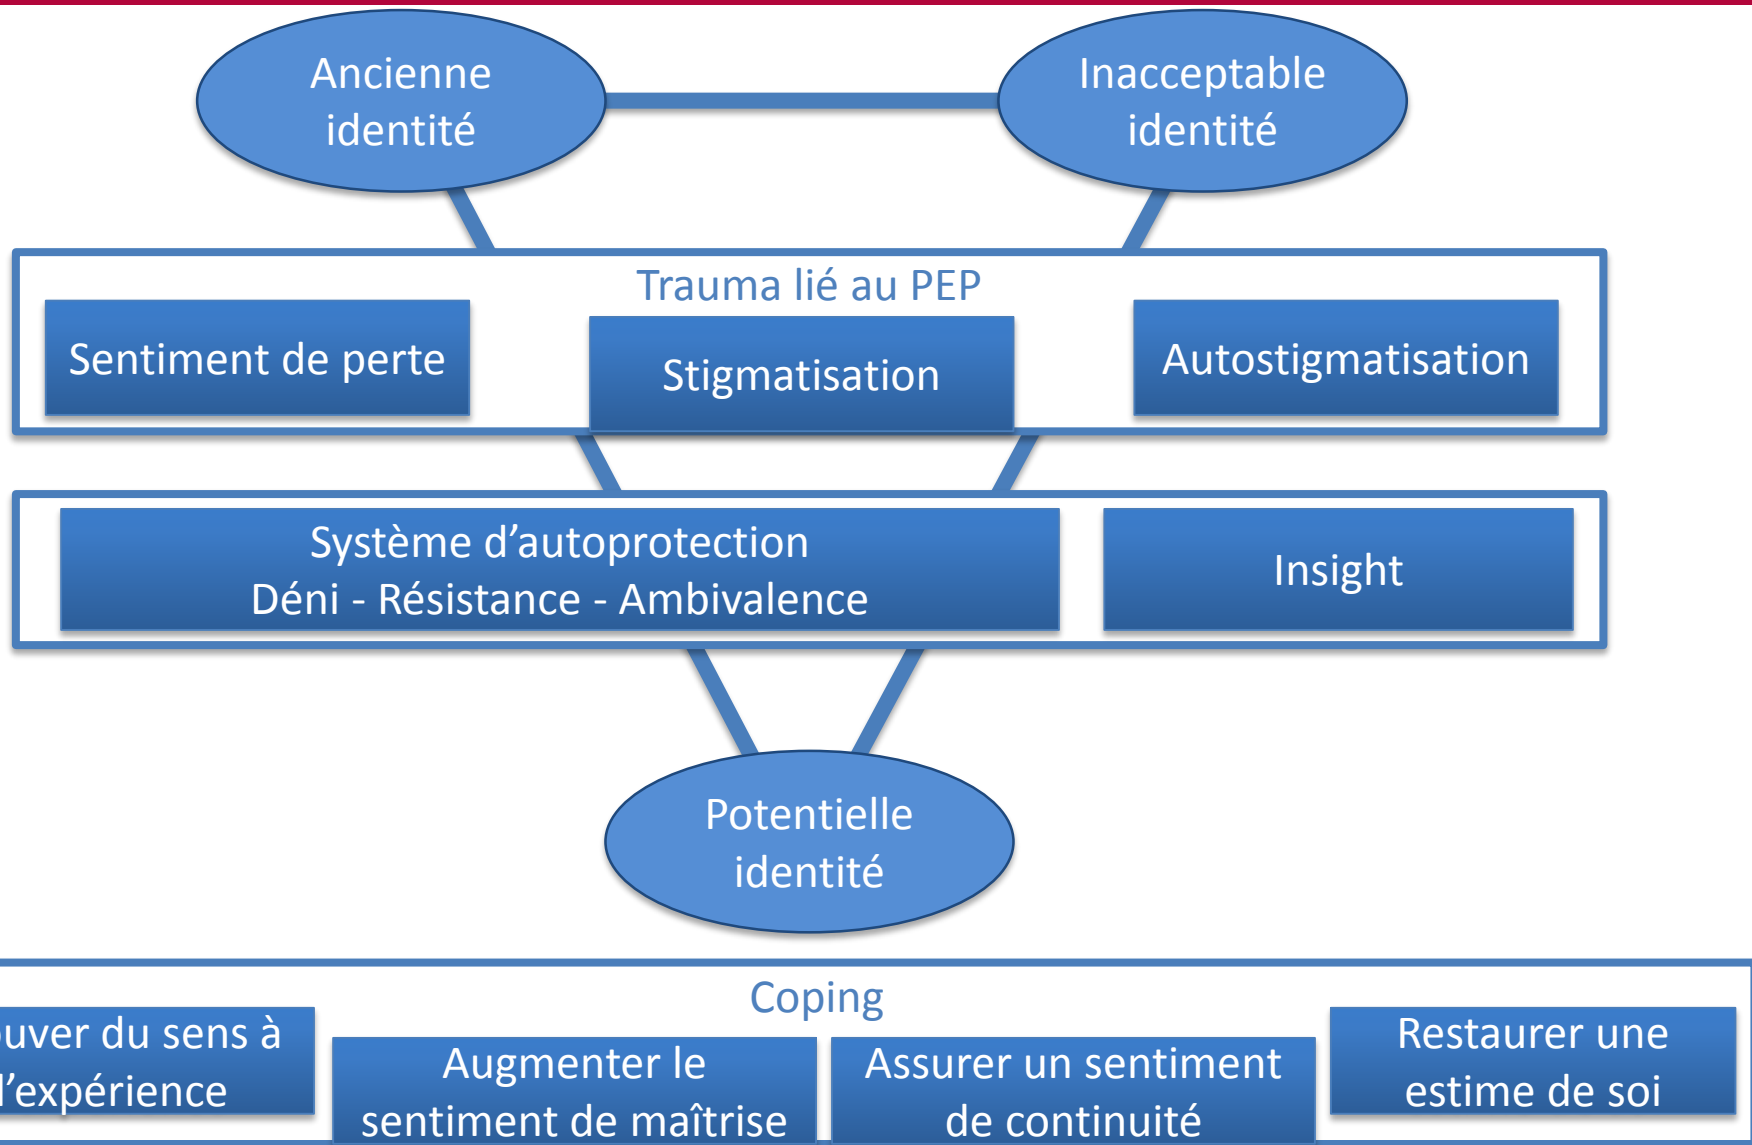 Ancienne
identité
Inacceptable
identité
Trauma lié au PEP
Sentiment de perte
Stigmatisation
Autostigmatisation
Système d’autoprotection
Déni - Résistance - Ambivalence
Insight
Potentielle
identité
Coping
du sens à
l’expérience
Augmenter le
sentiment de maîtrise
Assurer un sentiment
de continuité
Restaurer une
estime de soi